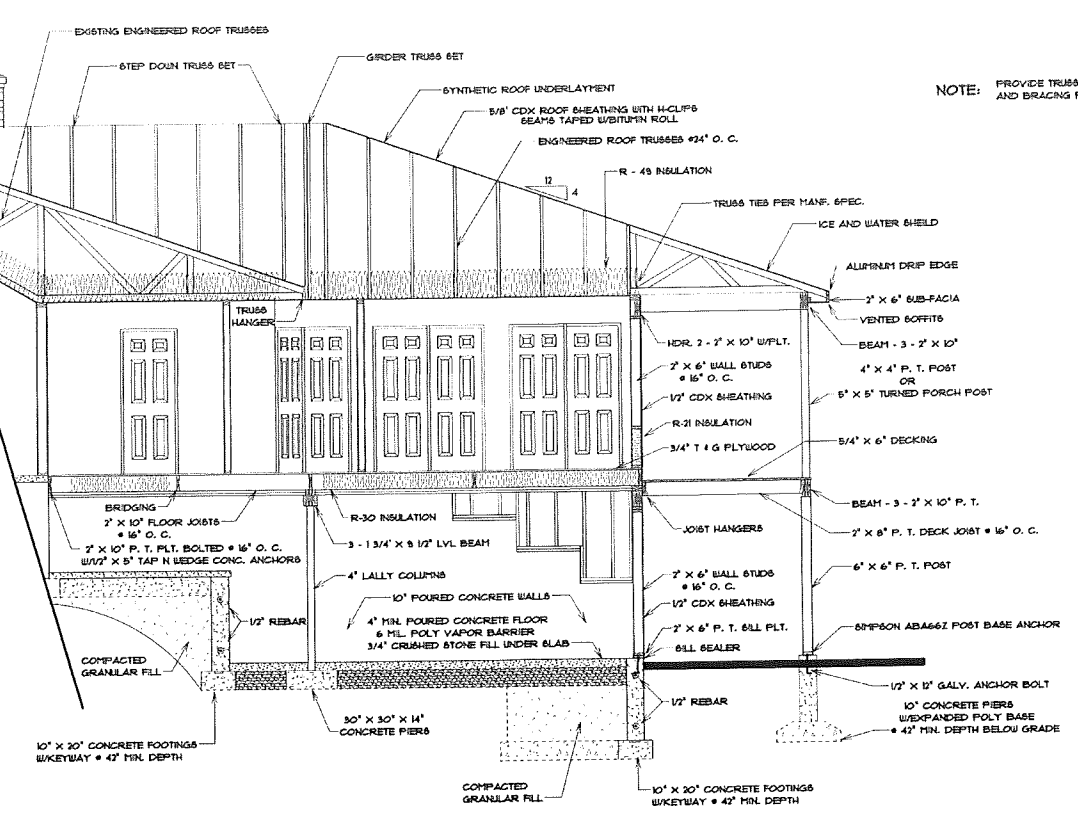 EXISTING ENGINEERED ROOF TRUSSES
STEP DOWN TRUSS SET
GIRDER TRUSS SET
SYNTHETIC ROOF UNDERLAYMENT
5/8" CDX ROOF SHEATHING WITH H-CLIPS
SEAMS TAPED W/BITUMIN ROLL
ENGINEERED ROOF TRUSSES @24" O. C.
NOTE: PROVIDE TRUSS
AND BRACING
12
4
R - 49 INSULATION
TRUSS TIES PER MANF. SPEC.
ICE AND WATER SHEILD
ALUMINUM DRIP EDGE
2" X 6" SUB-FACIA
VENTED SOFFITS
TRUSS
HANGER
HDR. 2 - 2" X 10" W/PLT.
BEAM - 3 - 2" X 10"
2" X 6" WALL STUDS
@ 16" O. C.
4" X 4" P. T. POST
OR
5" X 5" TURNED PORCH POST
1/2" CDX SHEATHING
R-21 INSULATION
3/4" T & G PLYWOOD
5/4" X 6" DECKING
BRIDGING
2" X 10" FLOOR JOISTS
@ 16" O. C.
R-30 INSULATION
JOIST HANGERS
BEAM - 3 - 2" X 10" P. T.
2" X 8" P. T. DECK JOIST @ 16" O. C.
2" X 10" P. T. PLT. BOLTED @ 16" O. C.
W/1/2" X 5" TAP N WEDGE CONC. ANCHORS
3 - 1 3/4" X 9 1/2" LVL BEAM
4" LALLY COLUMNS
2" X 6" WALL STUDS
@ 16" O. C.
6" X 6" P. T. POST
10" POURED CONCRETE WALLS
1/2" CDX SHEATHING
1/2" REBAR
4" MIN. POURED CONCRETE FLOOR
6 MIL. POLY VAPOR BARRIER
3/4" CRUSHED STONE FILL UNDER SLAB
2" X 6" P. T. SILL PLT.
SILL SEALER
SIMPSON ABA66Z POST BASE ANCHOR
COMPACTED
GRANULAR FILL
1/2" X 12" GALV. ANCHOR BOLT
1/2" REBAR
10" CONCRETE PIERS
W/EXPANDED POLY BASE
@ 42" MIN. DEPTH BELOW GRADE
30" X 30" X 14"
CONCRETE PIERS
10" X 20" CONCRETE FOOTINGS
W/KEYWAY @ 42" MIN. DEPTH
COMPACTED
GRANULAR FILL
10" X 20" CONCRETE FOOTINGS
W/KEYWAY @ 42" MIN. DEPTH